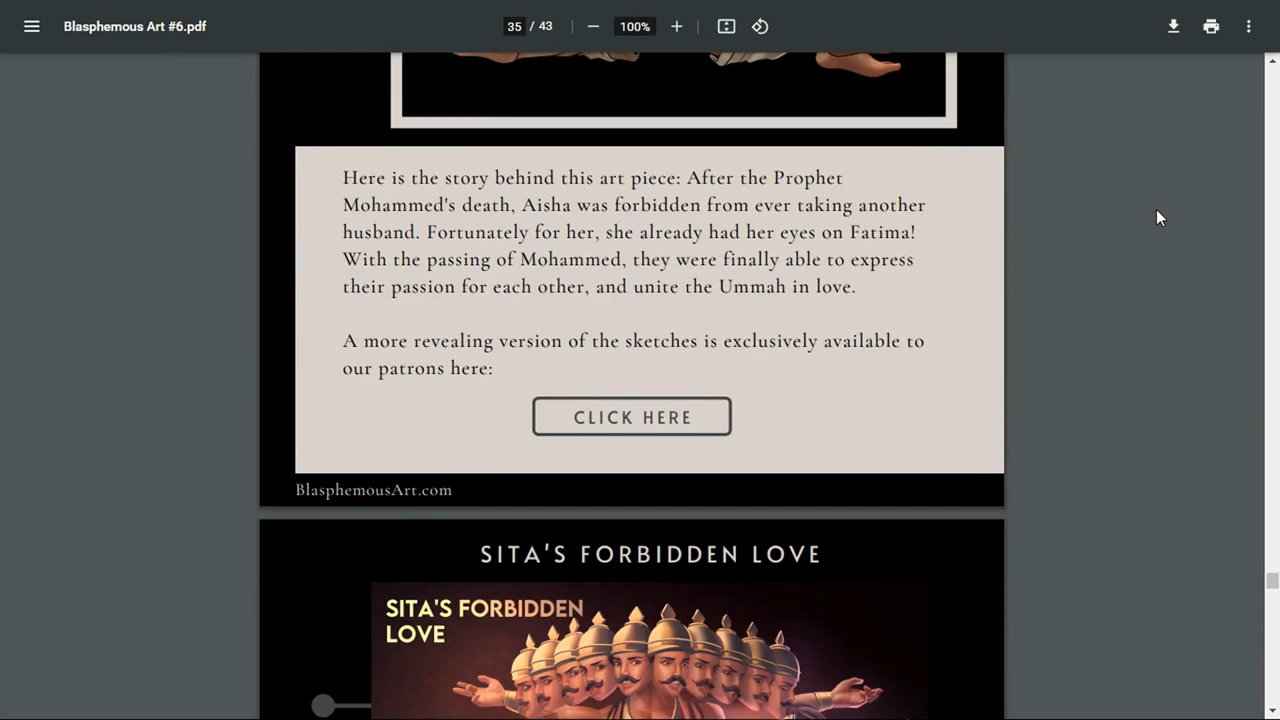 Blasphemous Art #6.pdf
35 / 43
100%
Here is the story behind this art piece: After the Prophet
Mohammed's death, Aisha was forbidden from ever taking another
husband. Fortunately for her, she already had her eyes on Fatima!
With the passing of Mohammed, they were finally able to express
their passion for each other, and unite the Ummah in love.
A more revealing version of the sketches is exclusively available to
our patrons here:
CLICK HERE
BlasphemousArt.com
SITA'S FORBIDDEN LOVE
SITA'S FORBIDDEN
LOVE